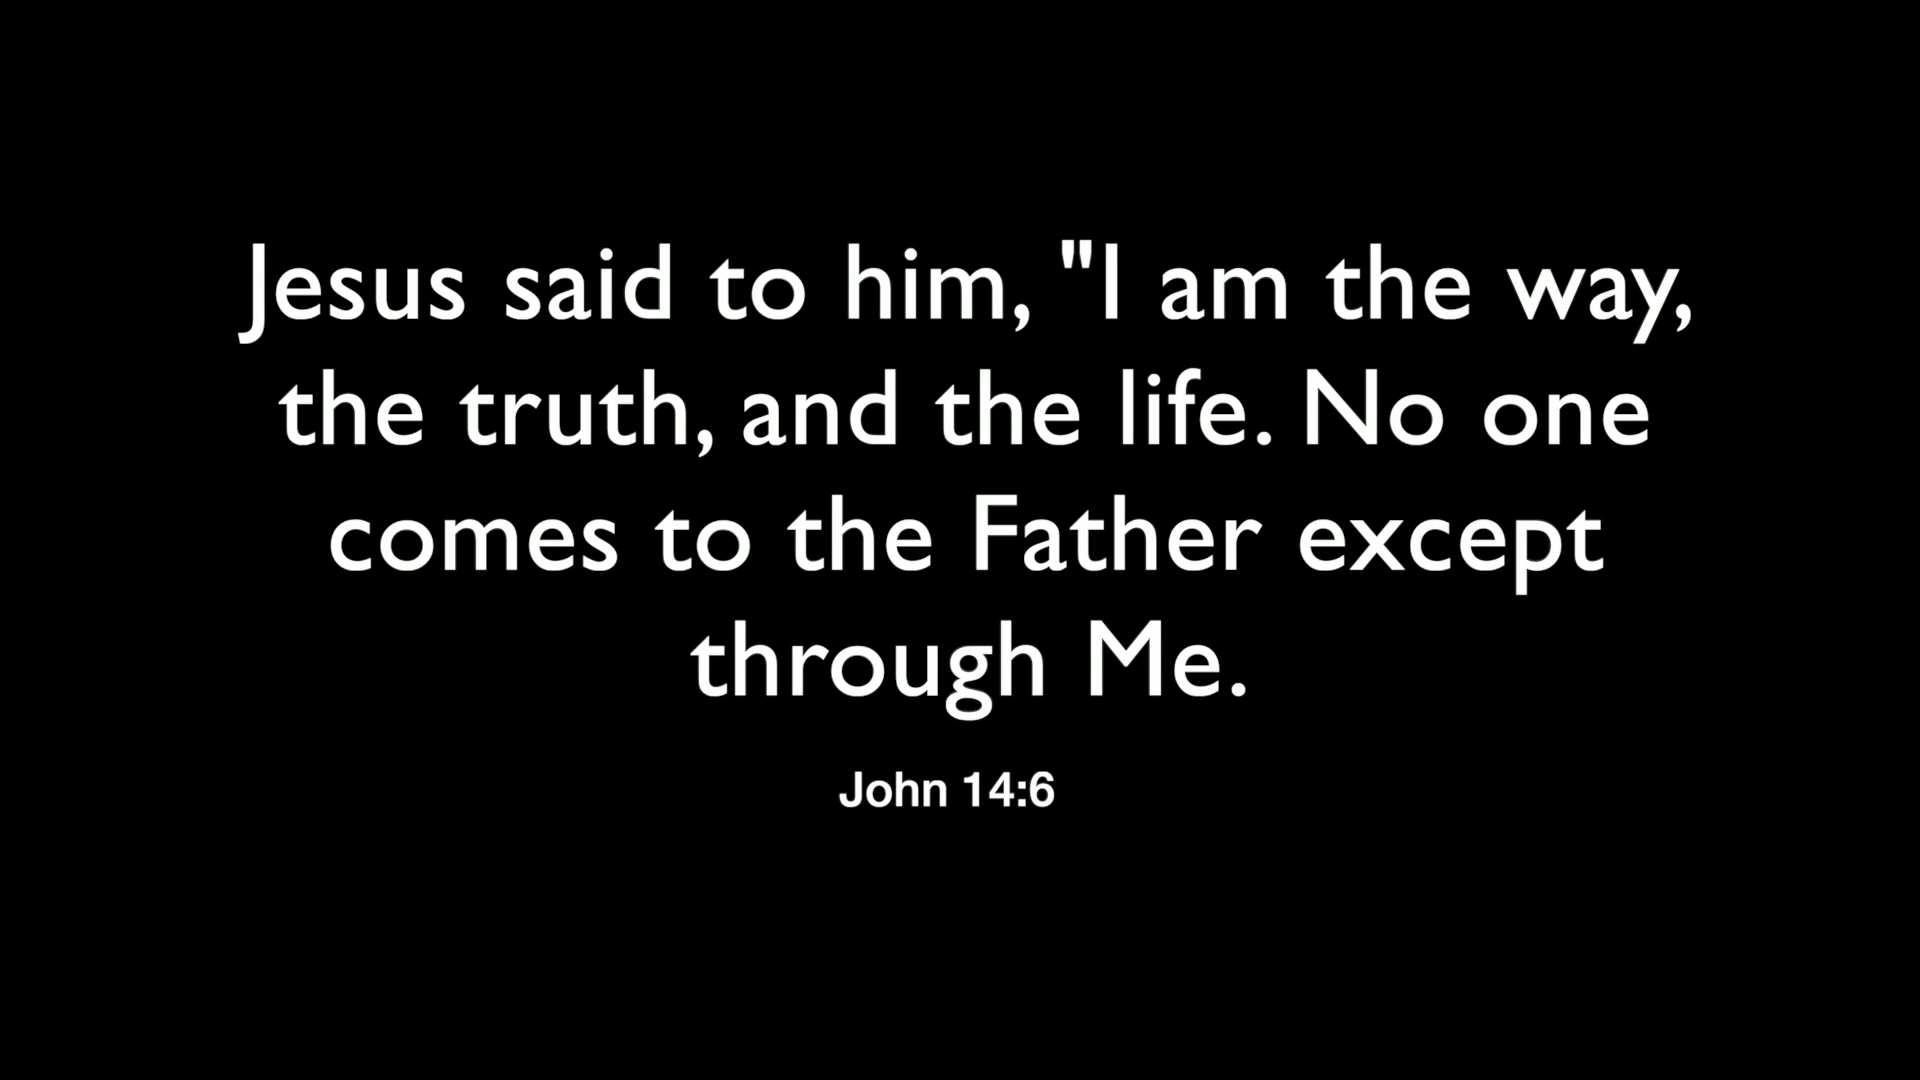 Jesus said to him, "I am the way,
the truth, and the life. No one
comes to the Father except
through Me.
John 14:6